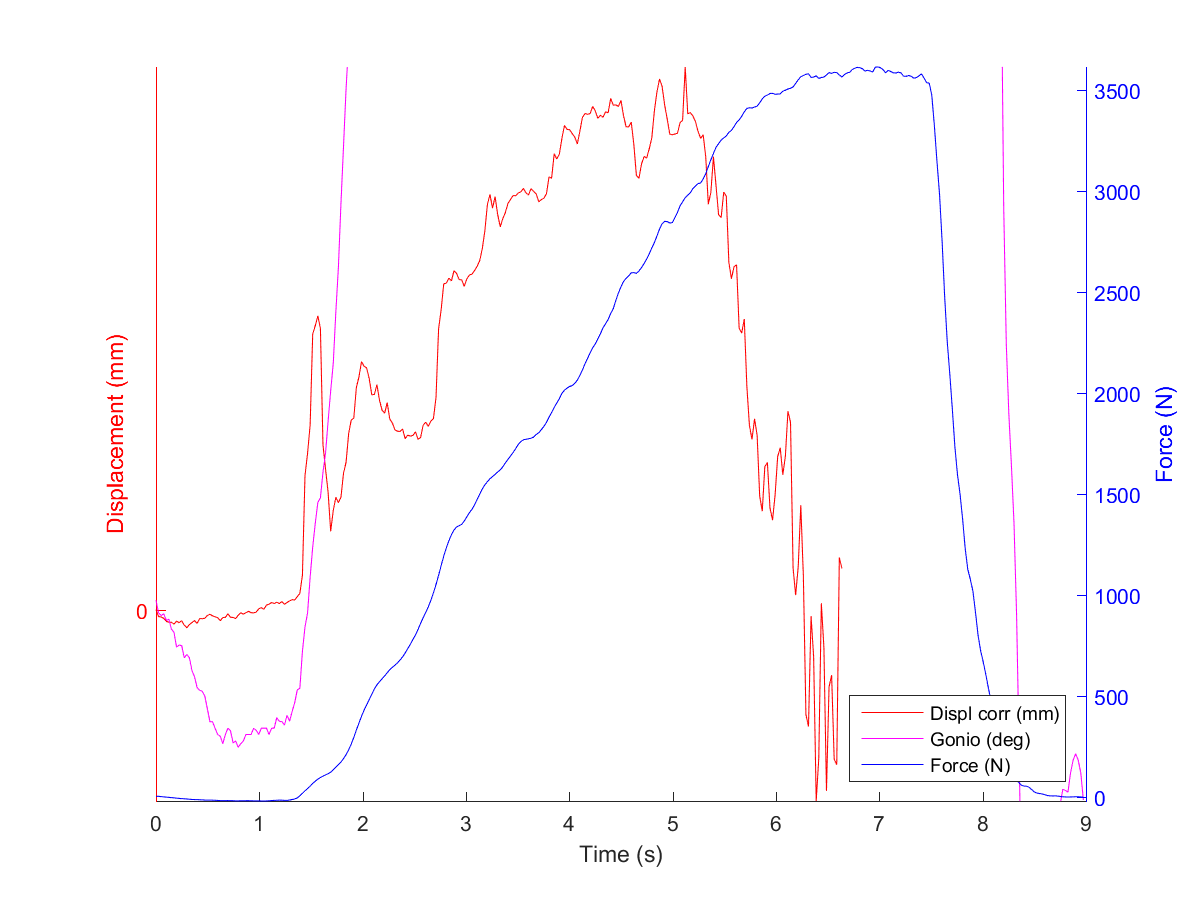 Displacement (mm)
0
3500
3000
2500
2000
1500
1000
500
0
Force (N)
Displ corr (mm)
Gonio (deg)
Force (N)
0 1 2 3 4 5 6 7 8 9
Time (s)